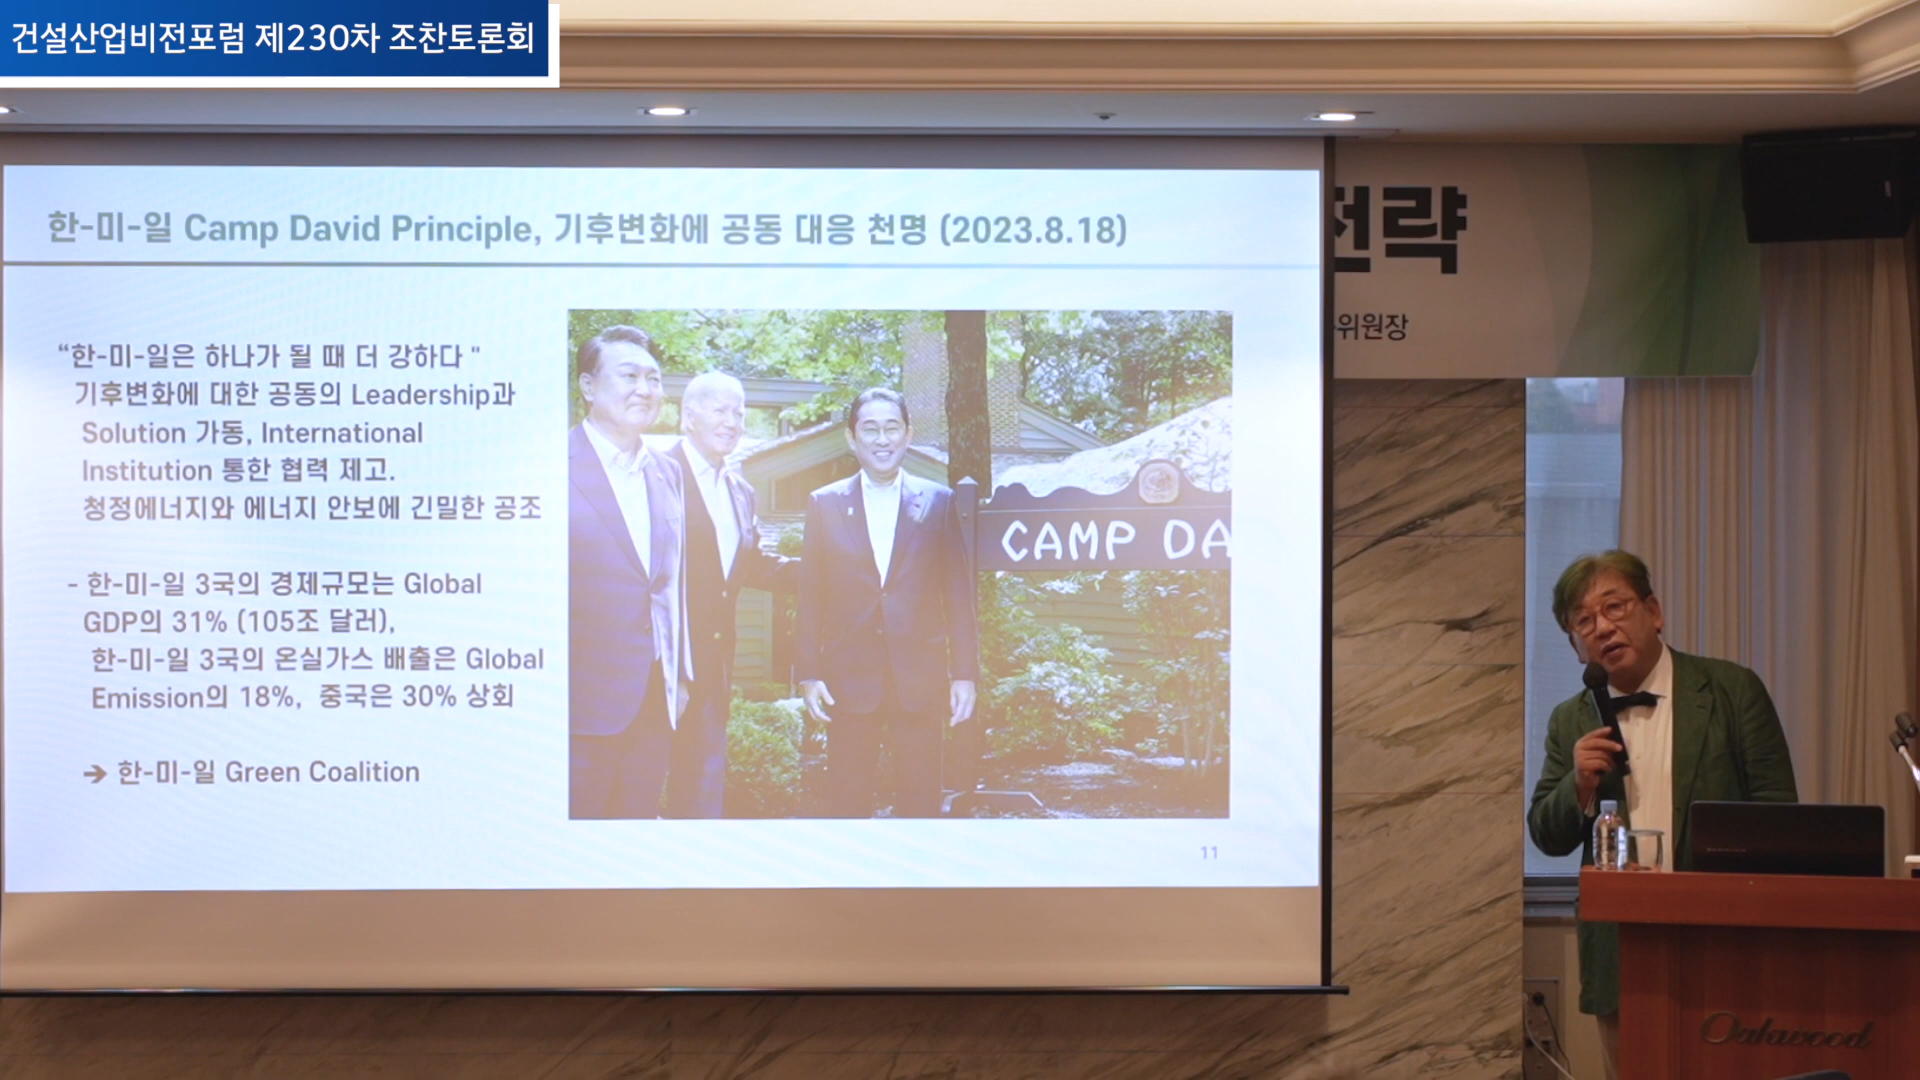 건설산업비전포럼 제230차 조찬토론회
한-미-일 Camp David Principle, 기후변화에 공동 대응 천명 (2023.8.18)
“한-미-일은 하나가 될 때 더 강하다 "
기후변화에 대한 공동의 Leadership과
Solution 가동, International
Institution 통한 협력 제고.
청정에너지와 에너지 안보에 긴밀한 공조
- 한-미-일 3국의 경제규모는 Global
GDP의 31% (105조 달러),
한-미-일 3국의 온실가스 배출은 Global
Emission의 18%, 중국은 30% 상회
➔ 한-미-일 Green Coalition
CAMP DA
11
전략
위원장
Oakwood